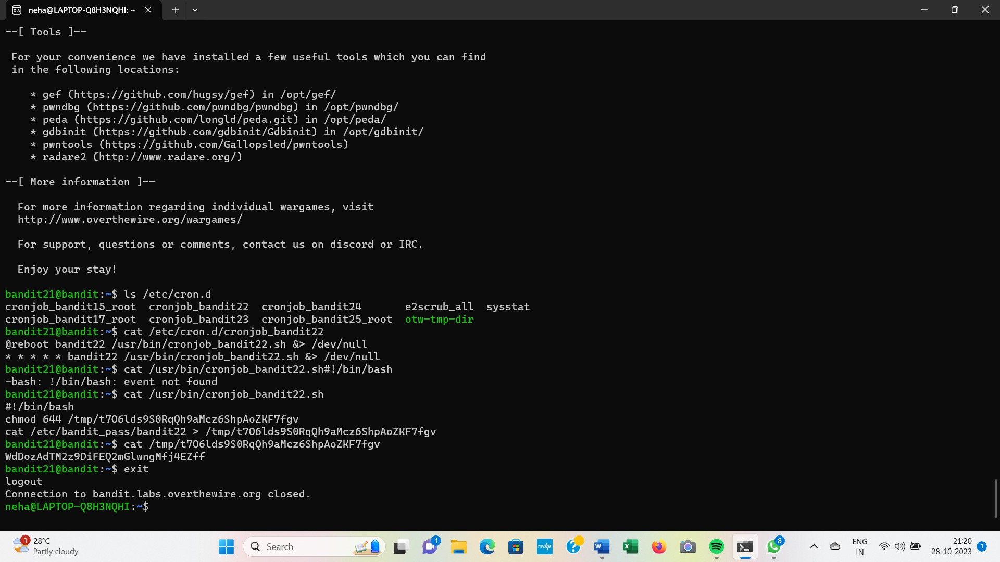 neha@LAPTOP-Q8H3NQHI: ~
--[ Tools ]--
For your convenience we have installed a few useful tools which you can find
in the following locations:
* gef (https://github.com/hugsy/gef) in /opt/gef/
* pwndbg (https://github.com/pwndbg/pwndbg) in /opt/pwndbg/
* peda (https://github.com/longld/peda.git) in /opt/peda/
* gdbinit (https://github.com/gdbinit/Gdbinit) in /opt/gdbinit/
* pwntools (https://github.com/Gallopsled/pwntools)
* radare2 (http://www.radare.org/)
--[ More information ]--
For more information regarding individual wargames, visit
http://www.overthewire.org/wargames/
For support, questions or comments, contact us on discord or IRC.
Enjoy your stay!
bandit21@bandit:~$ ls /etc/cron.d
cronjob_bandit15_root  cronjob_bandit22  cronjob_bandit24       e2scrub_all  sysstat
cronjob_bandit17_root  cronjob_bandit23  cronjob_bandit25_root  otw-tmp-dir
bandit21@bandit:~$ cat /etc/cron.d/cronjob_bandit22
@reboot bandit22 /usr/bin/cronjob_bandit22.sh &> /dev/null
* * * * * bandit22 /usr/bin/cronjob_bandit22.sh &> /dev/null
bandit21@bandit:~$ cat /usr/bin/cronjob_bandit22.sh#!/bin/bash
-bash: !/bin/bash: event not found
bandit21@bandit:~$ cat /usr/bin/cronjob_bandit22.sh
#!/bin/bash
chmod 644 /tmp/t7O6lds9S0RqQh9aMcz6ShpAoZKF7fgv
cat /etc/bandit_pass/bandit22 > /tmp/t7O6lds9S0RqQh9aMcz6ShpAoZKF7fgv
bandit21@bandit:~$ cat /tmp/t7O6lds9S0RqQh9aMcz6ShpAoZKF7fgv
WdDozAdTM2z9DiFEQ2mGlwngMfj4EZff
bandit21@bandit:~$ exit
logout
Connection to bandit.labs.overthewire.org closed.
neha@LAPTOP-Q8H3NQHI:~$
1
28°C
Partly cloudy
Search
1
myhp
8
ENG
IN
21:20
28-10-2023
1